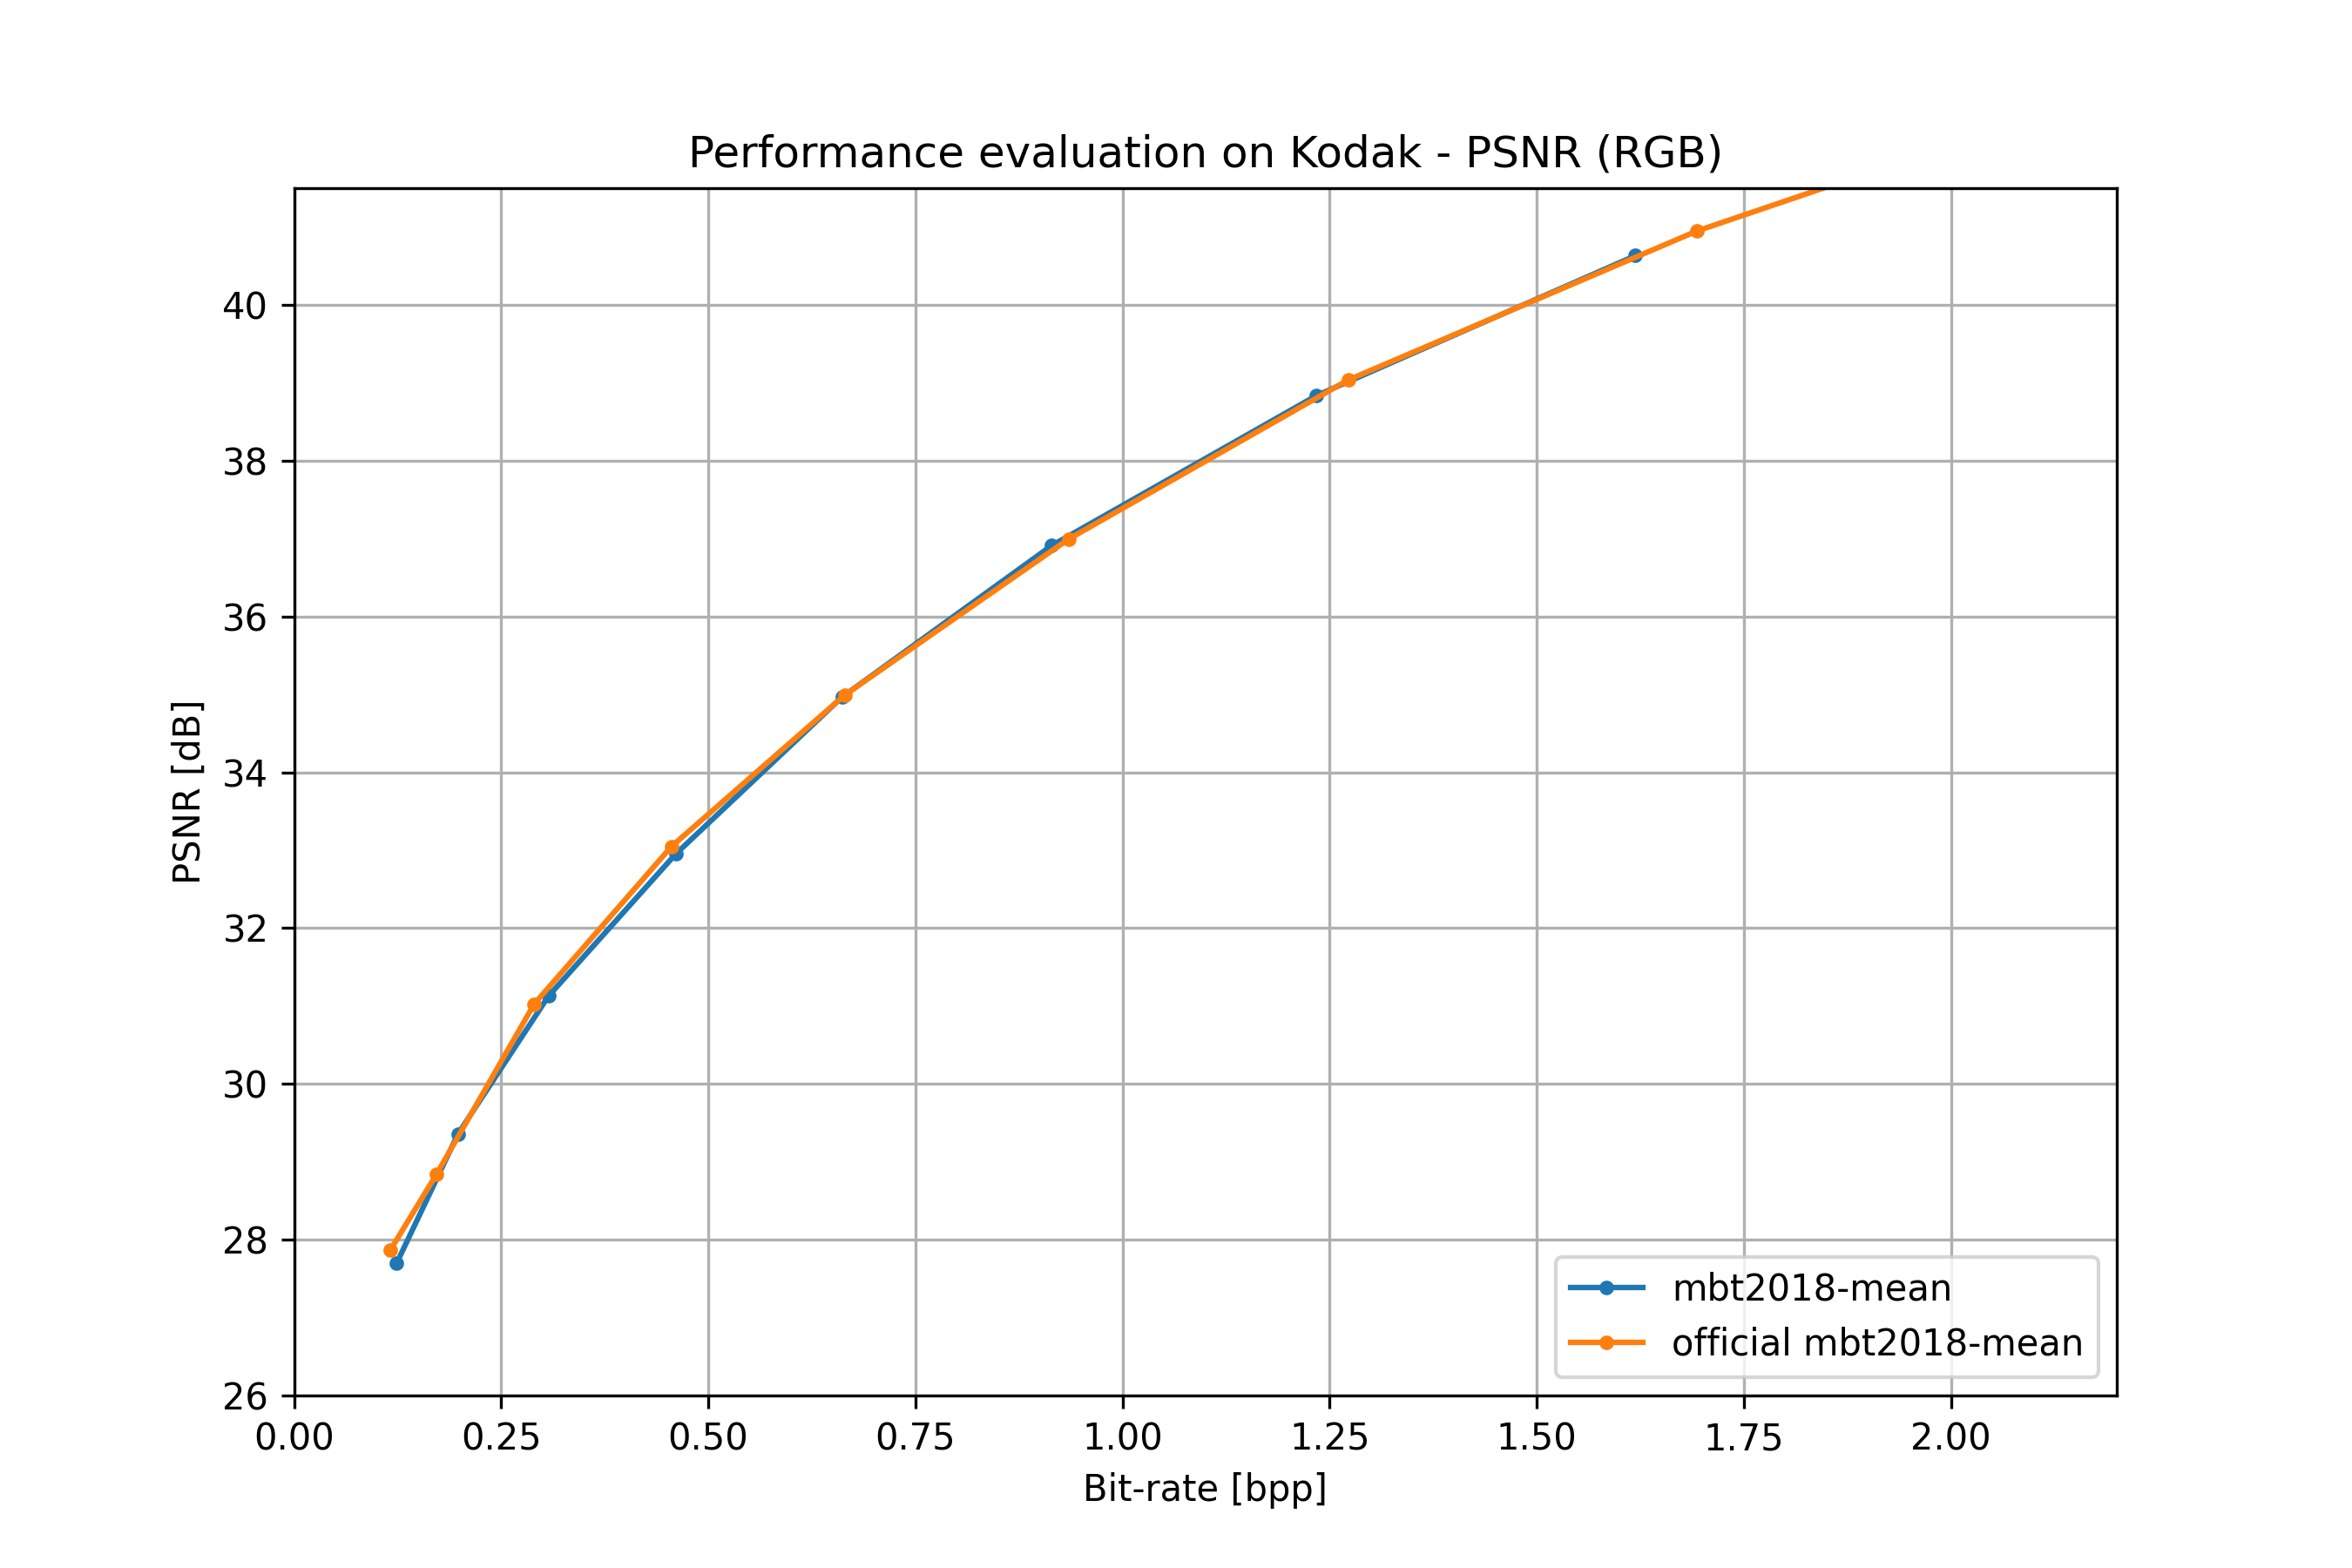 Performance evaluation on Kodak - PSNR (RGB)
40
38
36
34
32
30
28
26
PSNR [dB]
0.00 0.25 0.50 0.75 1.00 1.25 1.50 1.75 2.00
Bit-rate [bpp]
mbt2018-mean
official mbt2018-mean